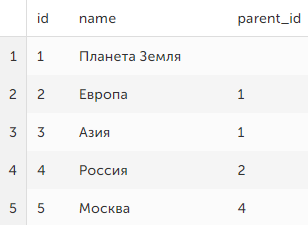 id name parent_id
1 1 Планета Земля
2 2 Европа 1
3 3 Азия 1
4 4 Россия 2
5 5 Москва 4